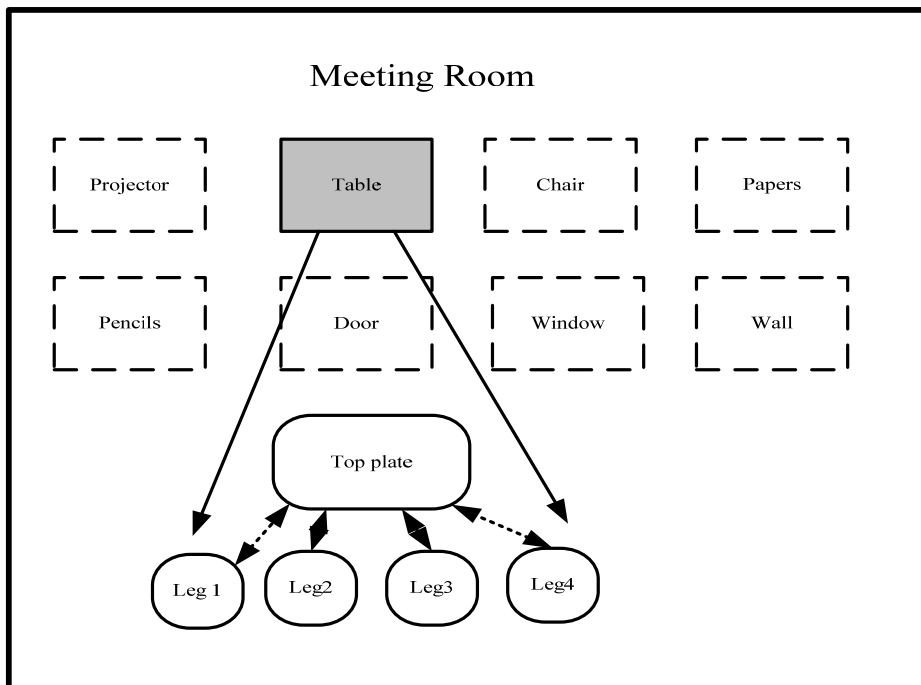 Meeting Room
Projector
Table
Chair
Papers
Pencils
Door
Window
Wall
Top plate
Leg 1
Leg2
Leg3
Leg4